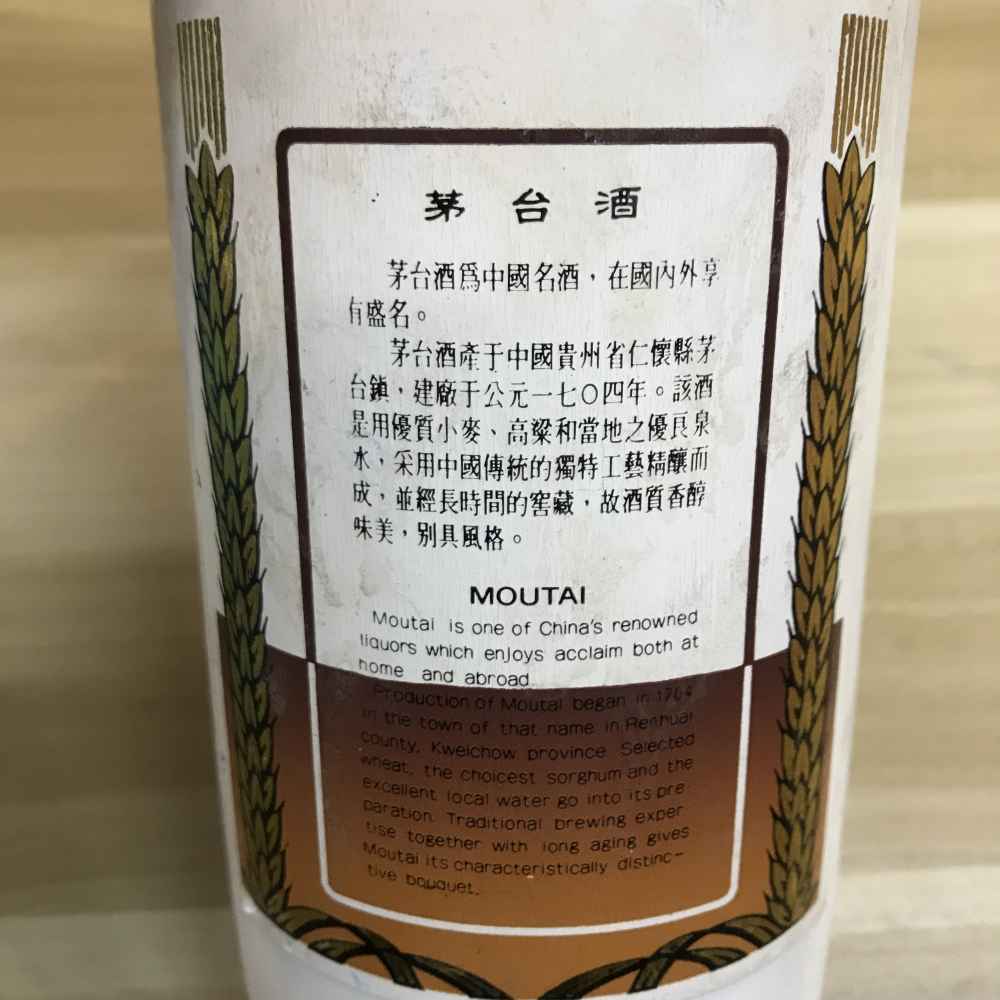 茅台酒
茅台酒爲中國名酒，在國內外享
有盛名。
茅台酒產于中國貴州省仁懷縣茅
台鎮，建廠于公元一七〇四年。該酒
是用優質小麥、高粱和當地之優良泉
水，采用中國傳統的獨特工藝精釀而
成，並經長時間的窖藏，故酒質香醇
味美，别具風格。
MOUTAI
Moutai is one of China's renowned
liquors which enjoys acclaim both at
home and abroad
Production of Moutai began in 1704
in the town of that name in Renhuai
county, Kweichow province Selected
wheat, the choicest sorghum and the
excellent local water go into its pre
paration. Traditional brewing exper
tise together with long aging gives
Moutai its characteristically distinc-
tive bouquet.